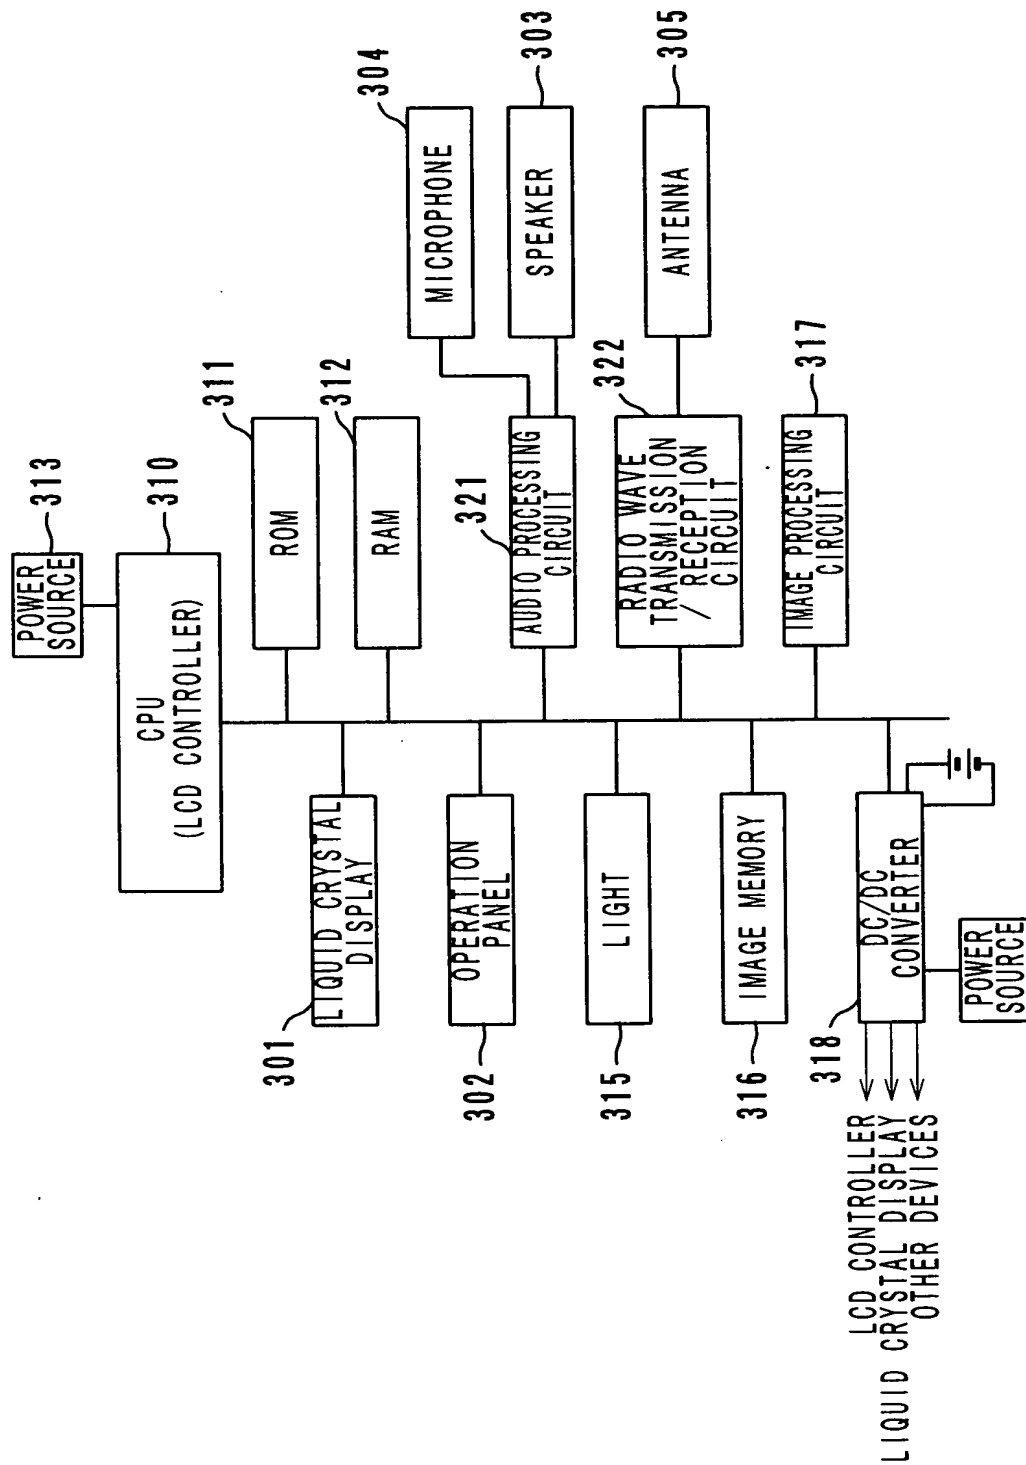 304
MICROPHONE
303
SPEAKER
305
ANTENNA
311
ROM
312
RAM
321
AUDIO PROCESSING
CIRCUIT
322
RADIO WAVE
TRANSMISSION
/ RECEPTION
CIRCUIT
317
IMAGE PROCESSING
CIRCUIT
313
POWER
SOURCE
310
CPU
(LCD CONTROLLER)
301
LIQUID CRYSTAL
DISPLAY
302
OPERATION
PANEL
315
LIGHT
316
IMAGE MEMORY
318
DC/DC
CONVERTER
POWER
SOURCE
LCD CONTROLLER
LIQUID CRYSTAL DISPLAY
OTHER DEVICES